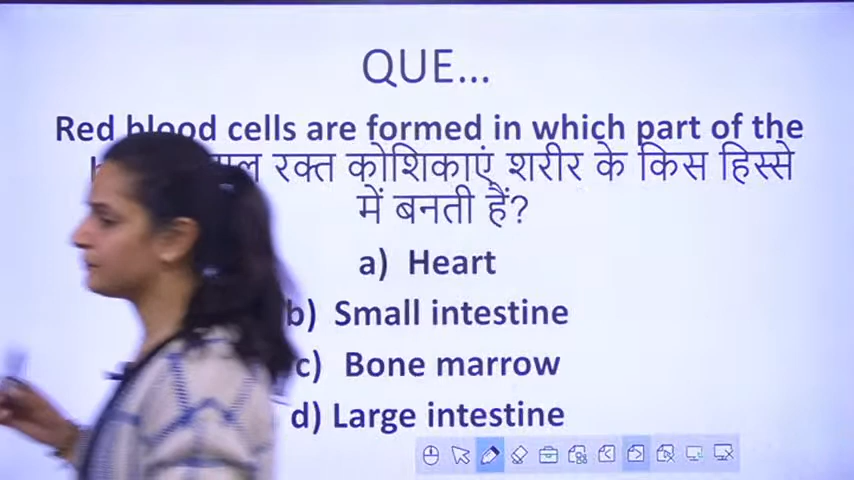 QUE...
Red blood cells are formed in which part of the
रक्त कोशिकाएं शरीर के किस हिस्से
में बनती हैं?
a) Heart
b) Small intestine
c) Bone marrow
d) Large intestine